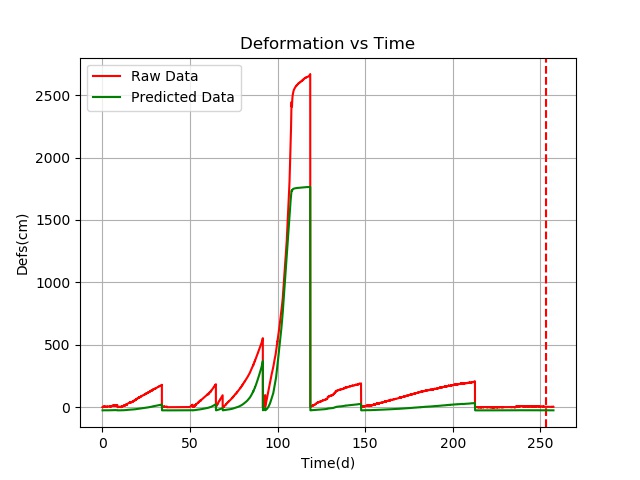 Deformation vs Time
Raw Data
Predicted Data
Defs(cm)
2500
2000
1500
1000
500
0
0 50 100 150 200 250
Time(d)